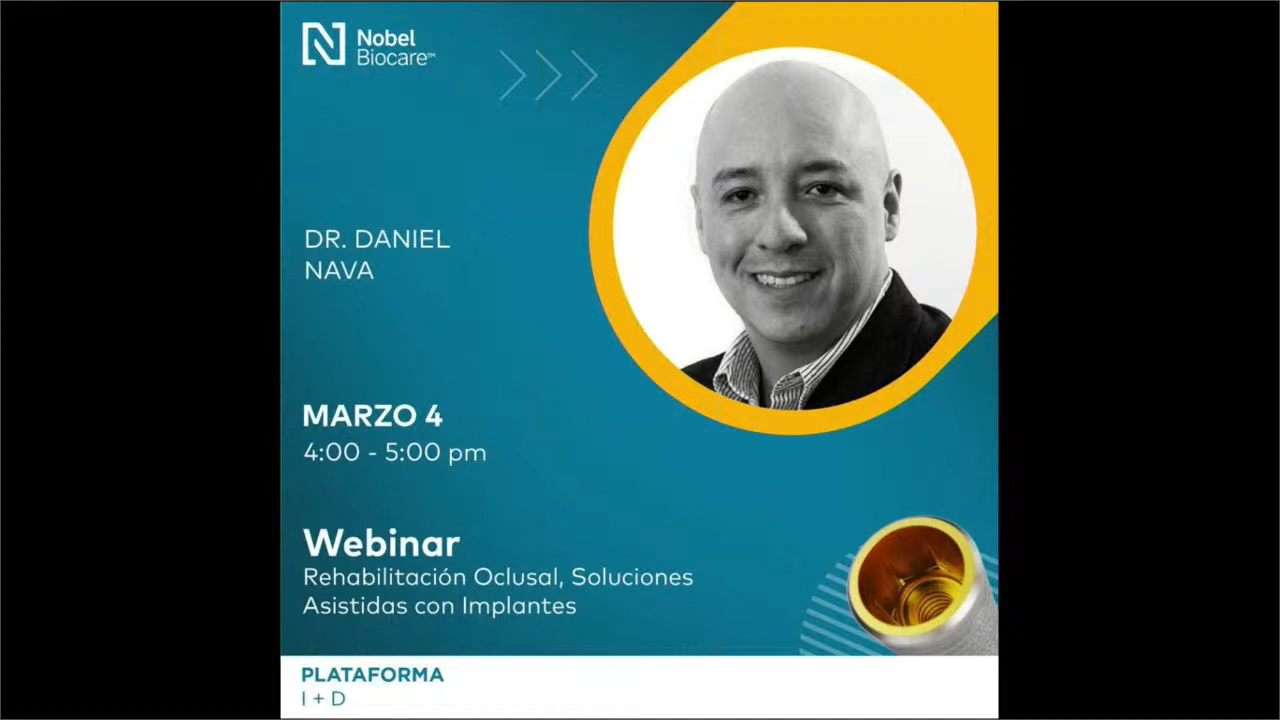 Nobel
Biocare™
DR. DANIEL
NAVA
MARZO 4
4:00 - 5:00 pm
Webinar
Rehabilitación Oclusal, Soluciones
Asistidas con Implantes
PLATAFORMA
I + D